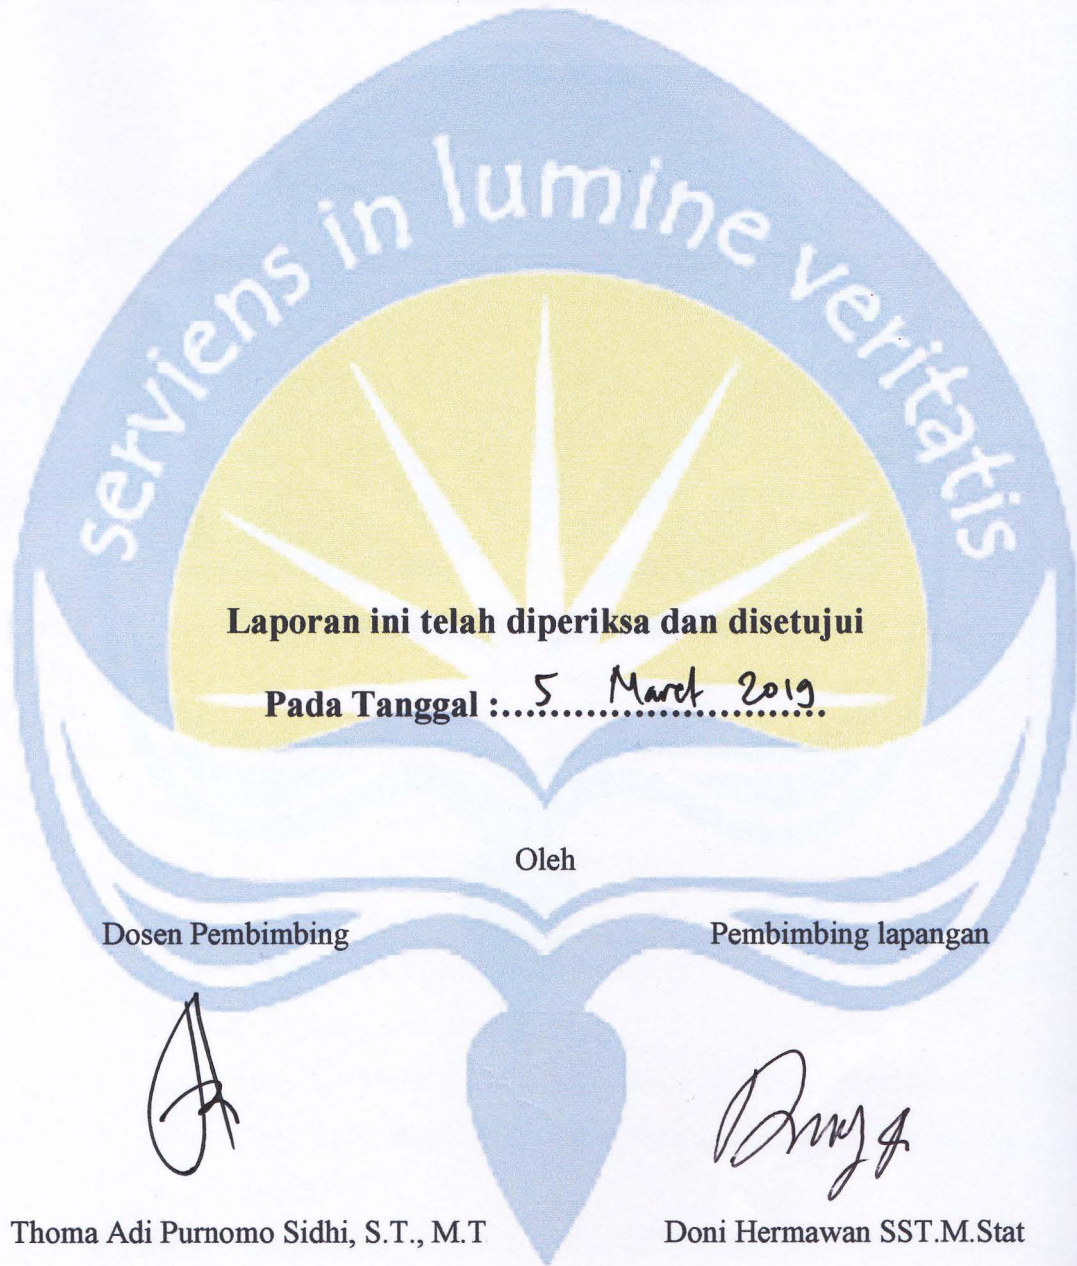 serviens in lumine veritatis
Laporan ini telah diperiksa dan disetujui
Pada Tanggal :....5 Maret 2019....
Oleh
Dosen Pembimbing Pembimbing lapangan
Thoma Adi Purnomo Sidhi, S.T., M.T Doni Hermawan SST.M.Stat